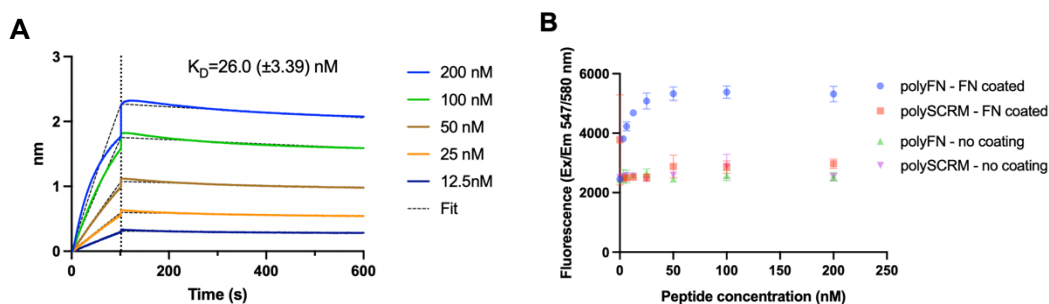 A
K_D=26.0 (±3.39) nM
3
2
1
0
nm
0
200
400
600
Time (s)
200 nM
100 nM
50 nM
25 nM
12.5nM
Fit
B
6000
4000
2000
0
Fluorescence (Ex/Em 547/580 nm)
0
50
100
150
200
250
Peptide concentration (nM)
polyFN - FN coated
polySCRM - FN coated
polyFN - no coating
polySCRM - no coating